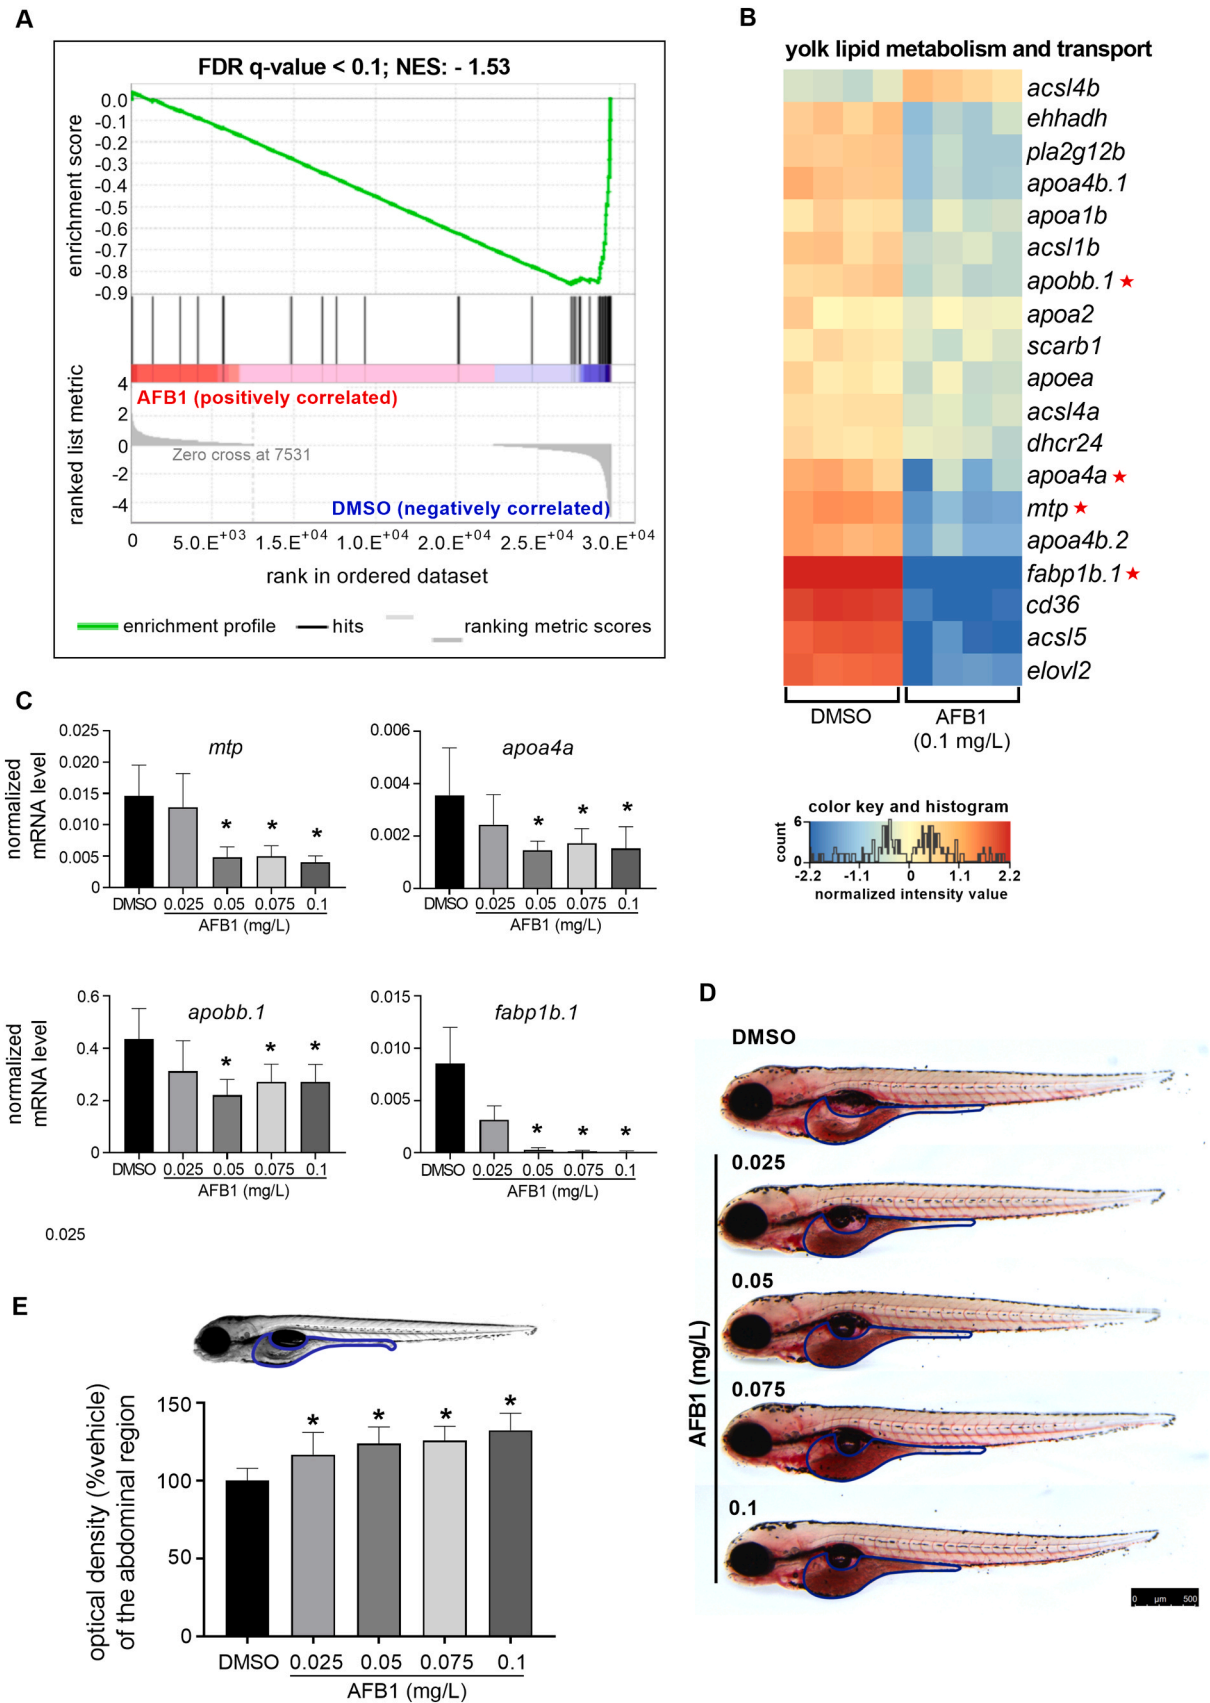 A
FDR q-value < 0.1; NES: - 1.53
enrichment score
0.0
-0.1
-0.2
-0.3
-0.4
-0.5
-0.6
-0.7
-0.8
-0.9
ranked list metric
4
2
0
-2
-4
AFB1 (positively correlated)
Zero cross at 7531
DMSO (negatively correlated)
0 5.0.E+03 1.5.E+04 1.0.E+04 2.0.E+04 2.5.E+04 3.0.E+04
rank in ordered dataset
enrichment profile hits ranking metric scores
B
yolk lipid metabolism and transport
acsl4b
ehhadh
pla2g12b
apoa4b.1
apoa1b
acsl1b
apobb.1 ★
apoa2
scarb1
apoea
acsl4a
dhcr24
apoa4a ★
mtp ★
apoa4b.2
fabp1b.1 ★
cd36
acsl5
elovl2
DMSO AFB1
(0.1 mg/L)
color key and histogram
count
6
0
-2.2 -1.1 0 1.1 2.2
normalized intensity value
C
normalized
mRNA level
mtp
0.025
0.020
0.015
0.010
0.005
0
* * *
DMSO 0.025 0.05 0.075 0.1
AFB1 (mg/L)
apoa4a
0.006
0.004
0.002
0
* * *
DMSO 0.025 0.05 0.075 0.1
AFB1 (mg/L)
normalized
mRNA level
apobb.1
0.6
0.4
0.2
0
* * *
DMSO 0.025 0.05 0.075 0.1
AFB1 (mg/L)
fabp1b.1
0.015
0.010
0.005
0
* * *
DMSO 0.025 0.05 0.075 0.1
AFB1 (mg/L)
0.025
D
DMSO
AFB1 (mg/L)
0.025
0.05
0.075
0.1
0 µm 500
E
optical density (%vehicle)
of the abdominal region
150
100
50
0
* * * *
DMSO 0.025 0.05 0.075 0.1
AFB1 (mg/L)